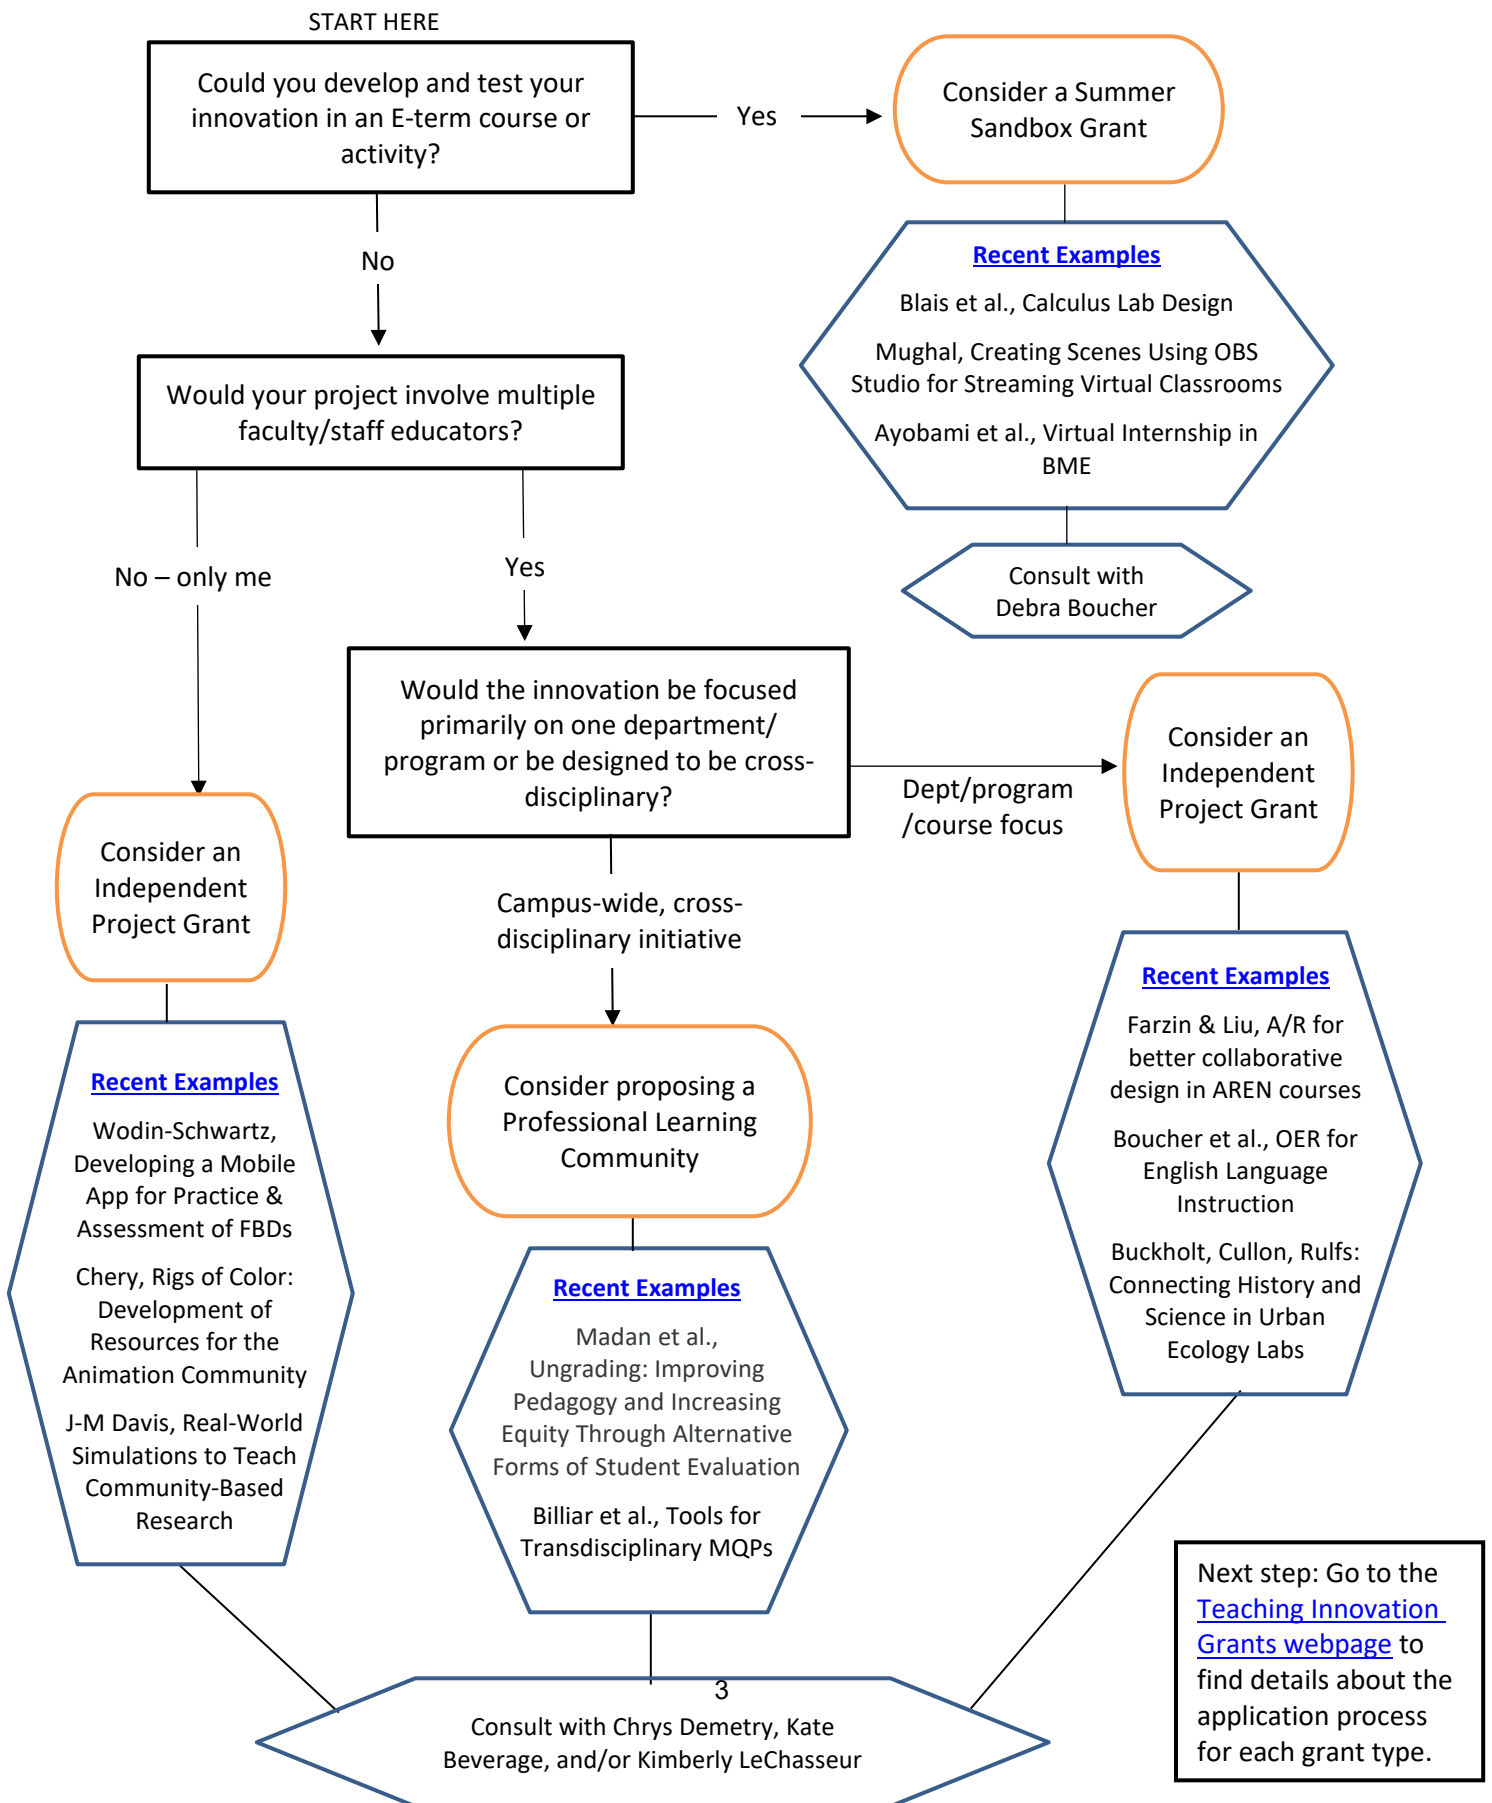 START HERE
Could you develop and test your
innovation in an E-term course or
activity?
Yes
Consider a Summer
Sandbox Grant
Recent Examples
Blais et al., Calculus Lab Design
Mughal, Creating Scenes Using OBS
Studio for Streaming Virtual Classrooms
Ayobami et al., Virtual Internship in
BME
Consult with
Debra Boucher
No
Would your project involve multiple
faculty/staff educators?
No – only me
Yes
Would the innovation be focused
primarily on one department/
program or be designed to be cross-
disciplinary?
Dept/program
/course focus
Consider an
Independent
Project Grant
Recent Examples
Farzin & Liu, A/R for
better collaborative
design in AREN courses
Boucher et al., OER for
English Language
Instruction
Buckholt, Cullon, Rulfs:
Connecting History and
Science in Urban
Ecology Labs
Campus-wide, cross-
disciplinary initiative
Consider proposing a
Professional Learning
Community
Recent Examples
Madan et al.,
Ungrading: Improving
Pedagogy and Increasing
Equity Through Alternative
Forms of Student Evaluation
Billiar et al., Tools for
Transdisciplinary MQPs
Consider an
Independent
Project Grant
Recent Examples
Wodin-Schwartz,
Developing a Mobile
App for Practice &
Assessment of FBDs
Chery, Rigs of Color:
Development of
Resources for the
Animation Community
J-M Davis, Real-World
Simulations to Teach
Community-Based
Research
3
Consult with Chrys Demetry, Kate
Beverage, and/or Kimberly LeChasseur
Next step: Go to the
Teaching Innovation
Grants webpage to
find details about the
application process
for each grant type.